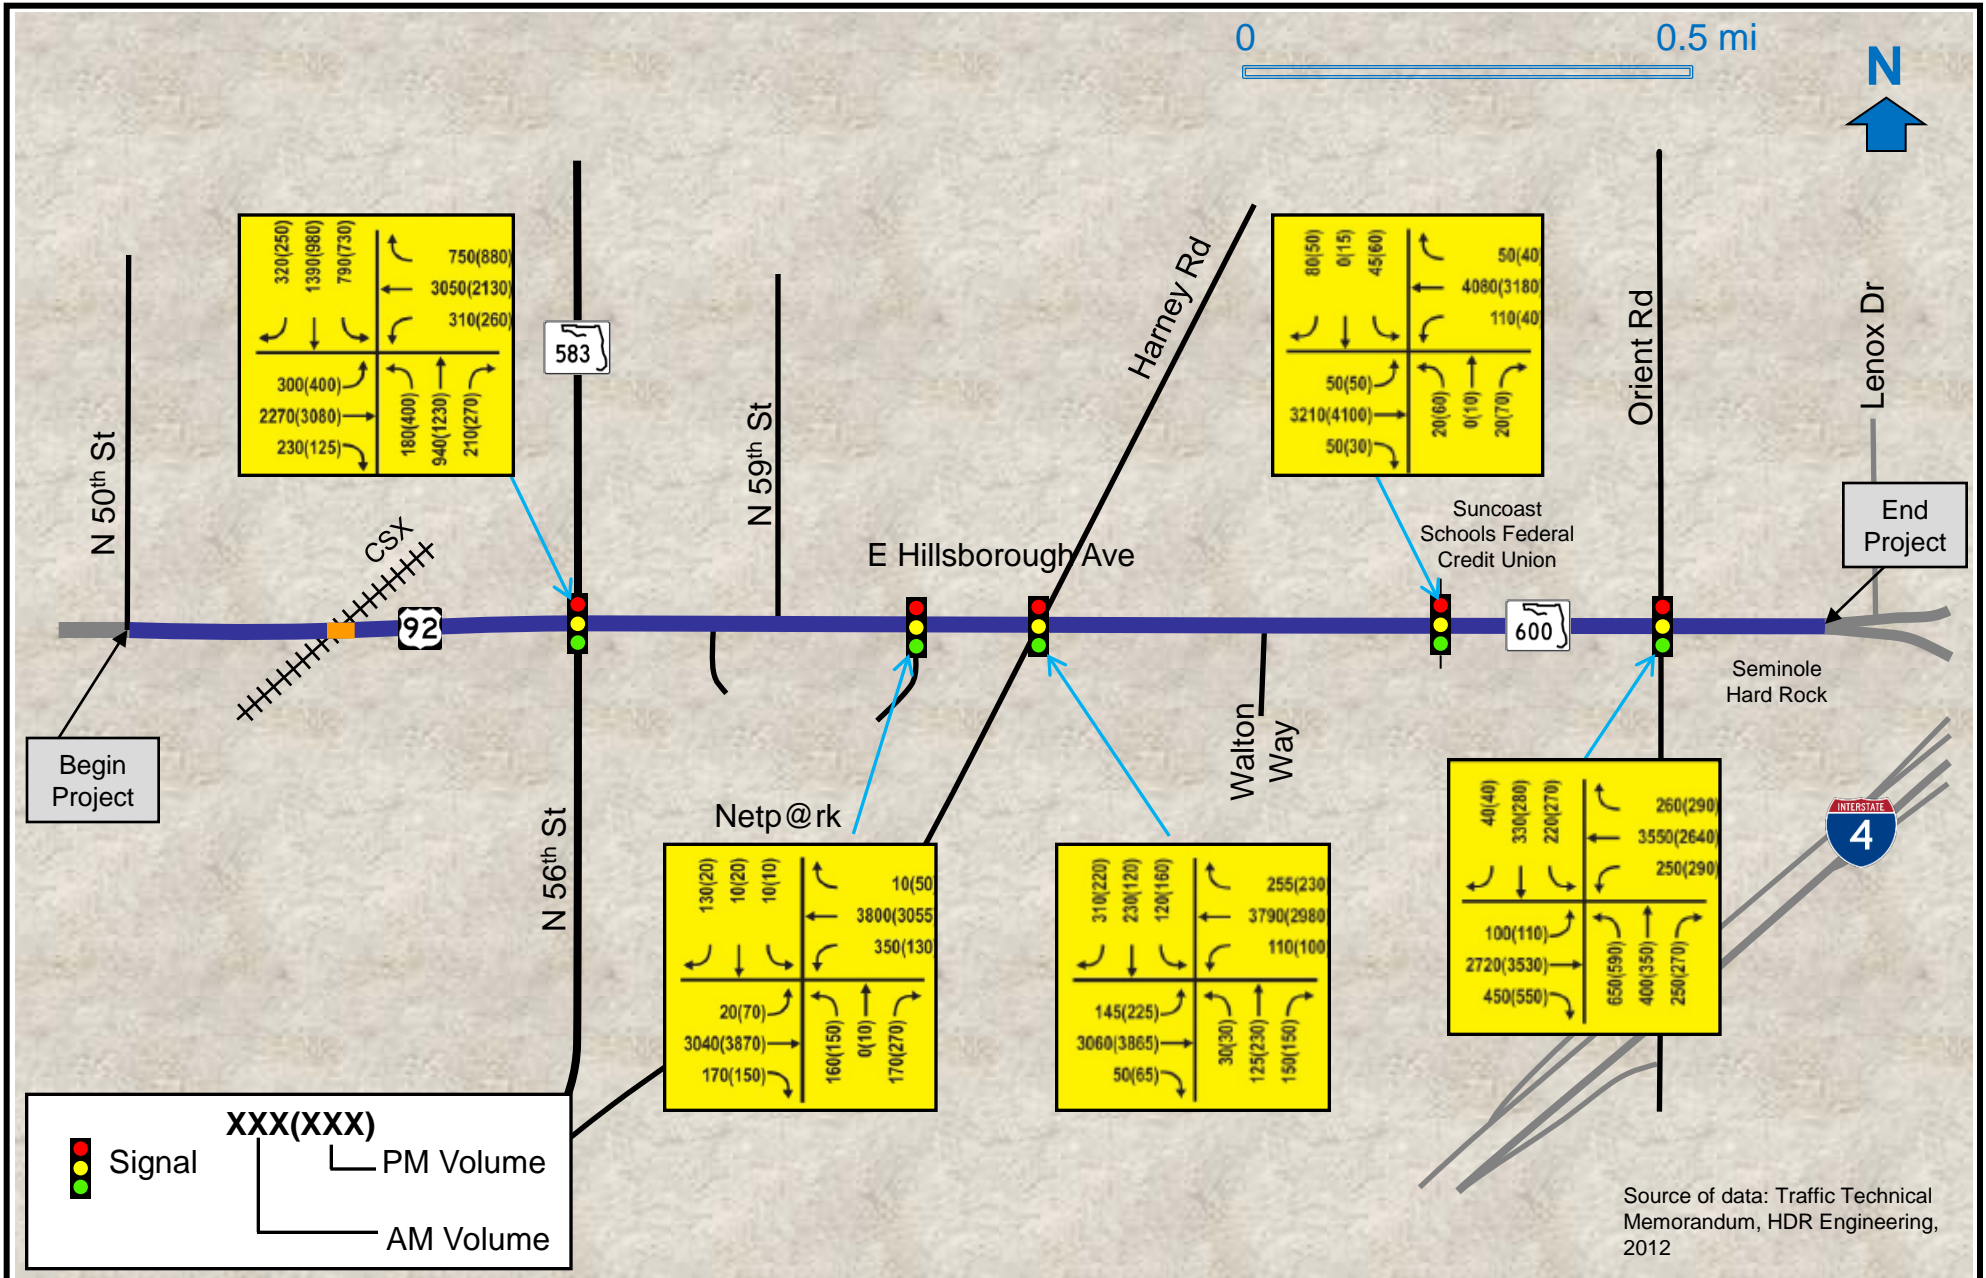 0 0.5 mi
N
320(250)
1390(980)
790(730)
750(880)
3050(2130)
310(260)
300(400)
2270(3080)
230(125)
180(400)
940(1230)
210(270)
583
80(50)
0(15)
45(60)
50(40
4080(3180)
110(40
50(50)
3210(4100)
50(30)
20(60)
0(10)
20(70)
Harney Rd
Orient Rd
Lenox Dr
N 50th St
N 59th St
CSX
E Hillsborough Ave
Suncoast
Schools Federal
Credit Union
End
Project
92
600
Seminole
Hard Rock
Begin
Project
Walton
Way
N 56th St
Netp@rk
130(20)
10(20)
10(10)
10(50)
3800(3055)
350(130)
20(70)
3040(3870)
170(150)
160(150)
0(10)
170(270)
310(220)
230(120)
120(160)
255(230
3790(2980
110(100
145(225)
3060(3865)
50(65)
30(30)
125(230)
150(150)
40(40)
330(280)
220(270)
260(290)
3550(2640)
250(290)
100(110)
2720(3530)
450(550)
650(590)
400(350)
250(270)
INTERSTATE
4
XXX(XXX)
Signal
PM Volume
AM Volume
Source of data: Traffic Technical
Memorandum, HDR Engineering,
2012